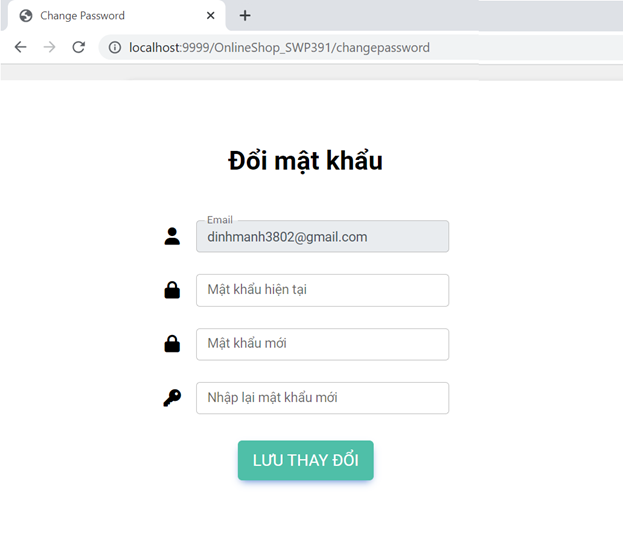 Change Password
localhost:9999/OnlineShop_SWP391/changepassword
Đổi mật khẩu
Email
dinhmanh3802@gmail.com
Mật khẩu hiện tại
Mật khẩu mới
Nhập lại mật khẩu mới
LƯU THAY ĐỔI